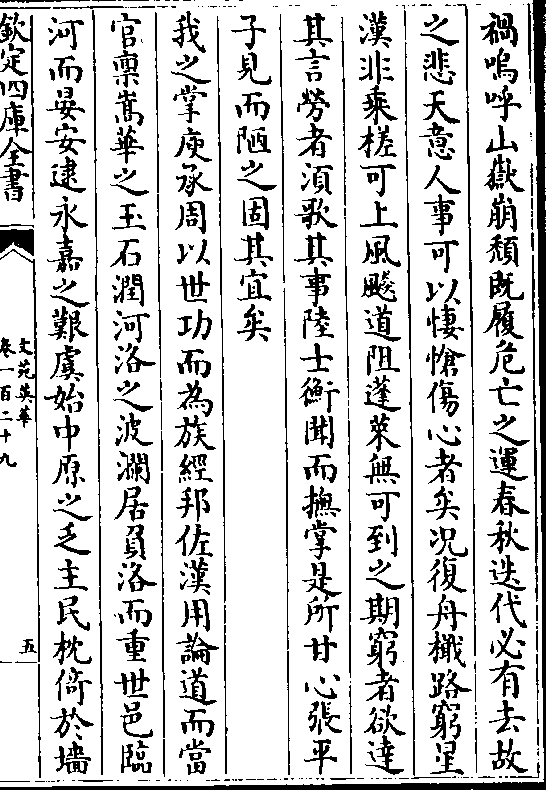 禍嗚呼山嶽崩頽既履危亡之運春秋迭代必有去故
之悲天意人事可以悽愴傷心者矣况復舟檝路窮星
漢非乘槎可上風飈道阻蓬萊無可到之期窮者欲達
其言勞者湏歌其事陸士衡聞而撫掌是所甘心張平
子見而陋之固其宜矣
我之掌庾承周以世功而為族經邦佐漢用論道而當
官禀嵩華之玉石潤河洛之波瀾居負洛而重世邑臨
河而晏安逮永嘉之艱虞始中原之乏主民枕倚於墻
欽定四庫全書
文苑英華
卷一百二十九
五